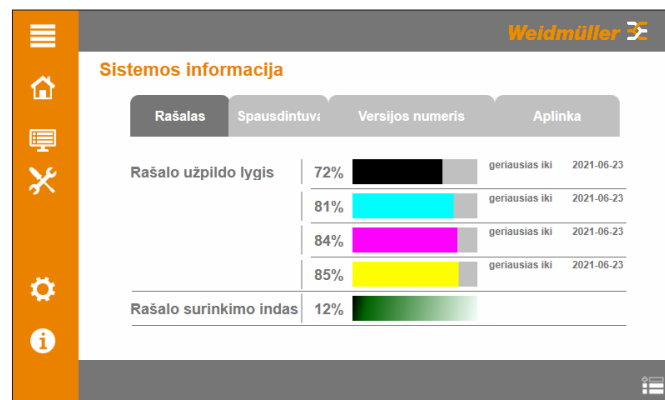 Weidmüller
Sistemos informacija
Rašalas Spausdintuva Versijos numeris Aplinka
Rašalo užpildo lygis 72% geriausias iki 2021-06-23
81% geriausias iki 2021-06-23
84% geriausias iki 2021-06-23
85% geriausias iki 2021-06-23
Rašalo surinkimo indas 12%